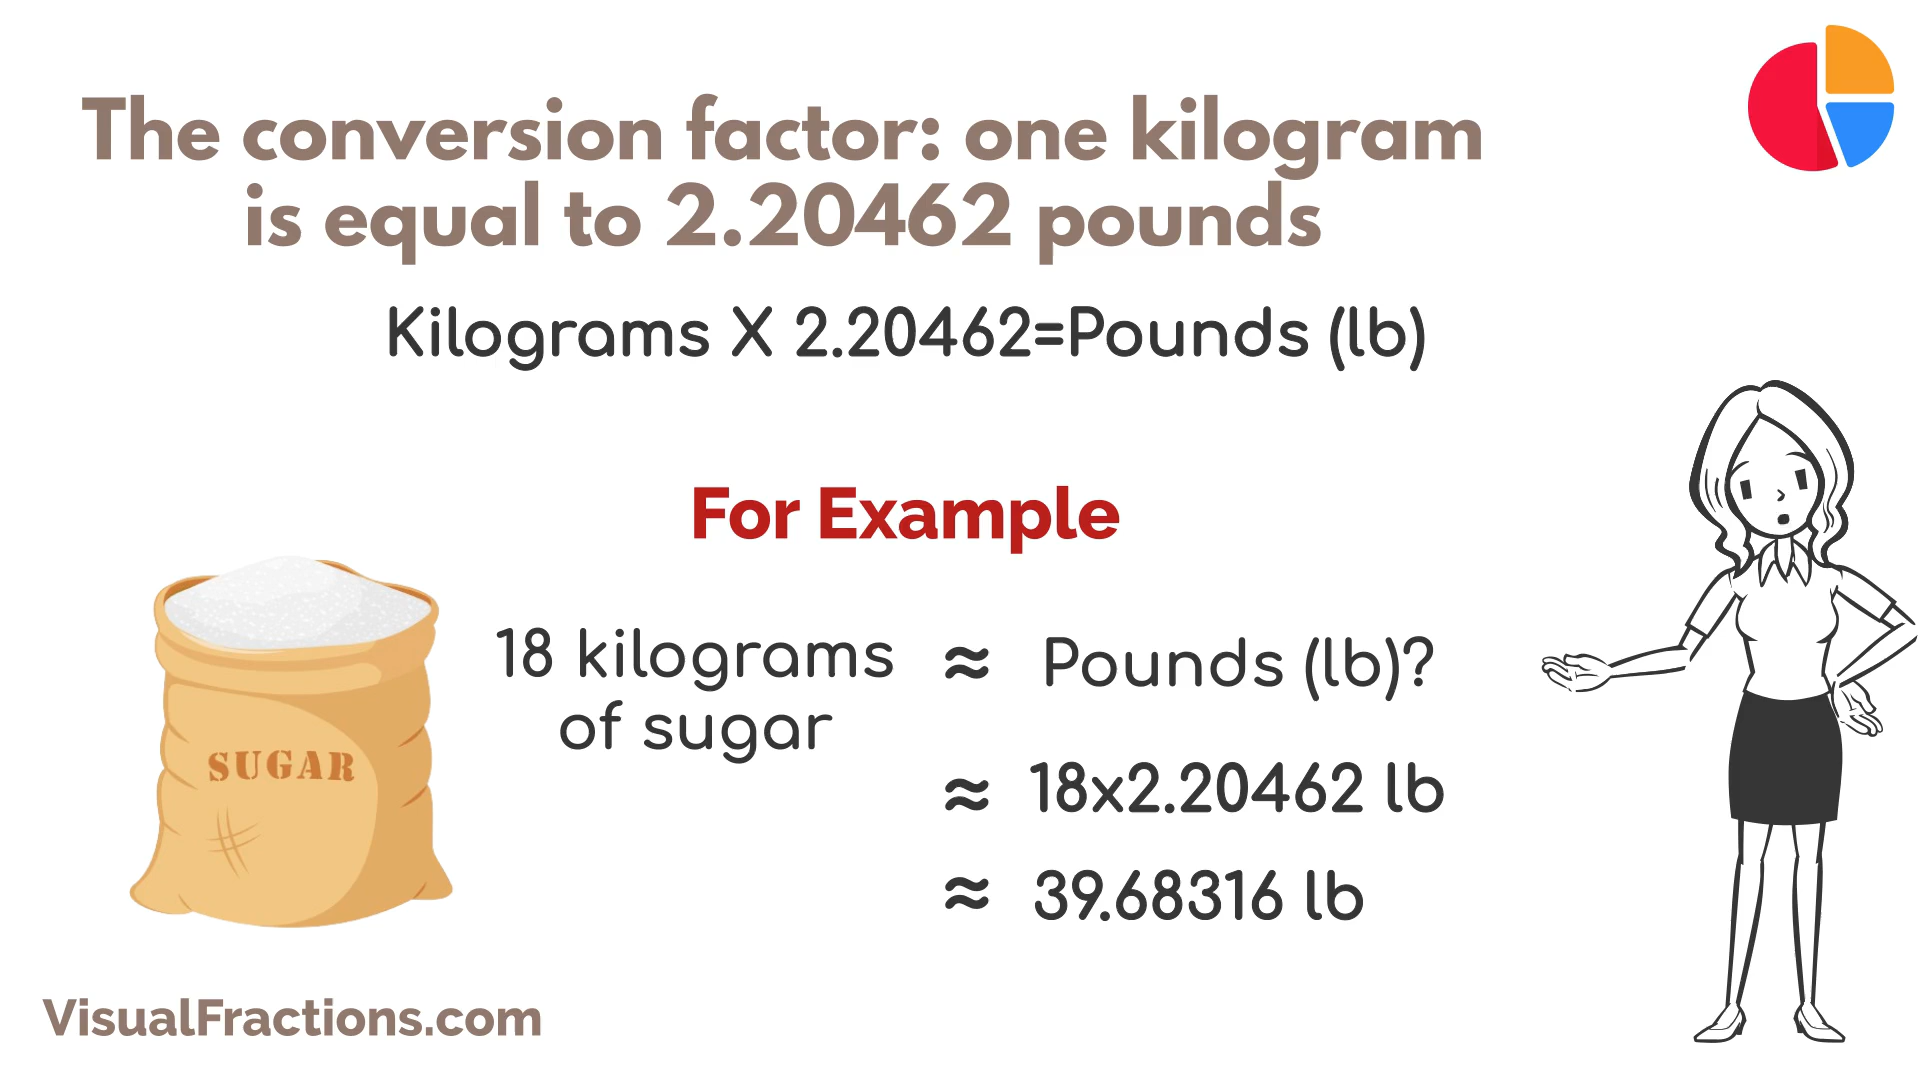 The conversion factor: one kilogram
is equal to 2.20462 pounds
Kilograms X 2.20462=Pounds (lb)
For Example
18 kilograms
of sugar
≈ Pounds (lb)?
≈ 18x2.20462 lb
≈ 39.68316 lb
SUGAR
VisualFractions.com